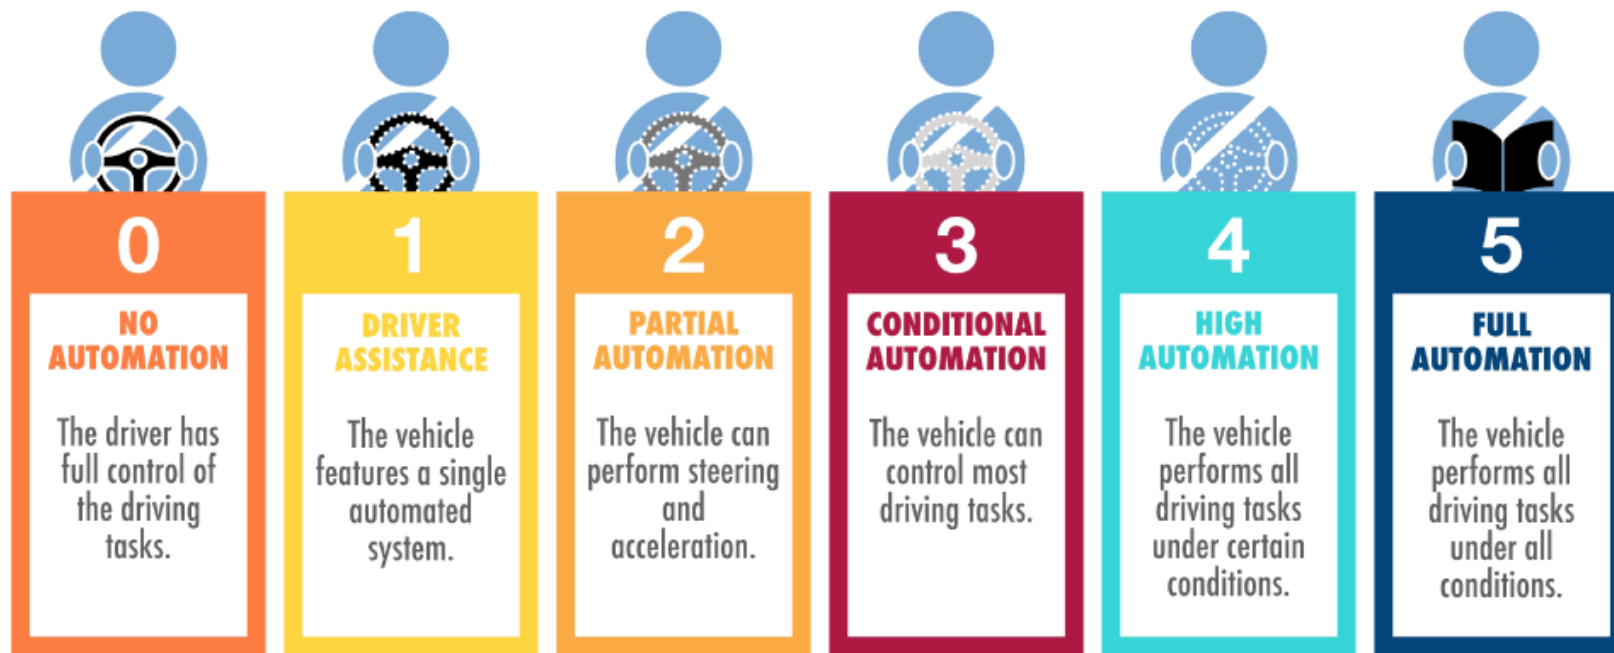 0
NO
AUTOMATION
The driver has
full control of
the driving
tasks.
1
DRIVER
ASSISTANCE
The vehicle
features a single
automated
system.
2
PARTIAL
AUTOMATION
The vehicle can
perform steering
and
acceleration.
3
CONDITIONAL
AUTOMATION
The vehicle can
control most
driving tasks.
4
HIGH
AUTOMATION
The vehicle
performs all
driving tasks
under certain
conditions.
5
FULL
AUTOMATION
The vehicle
performs all
driving tasks
under all
conditions.